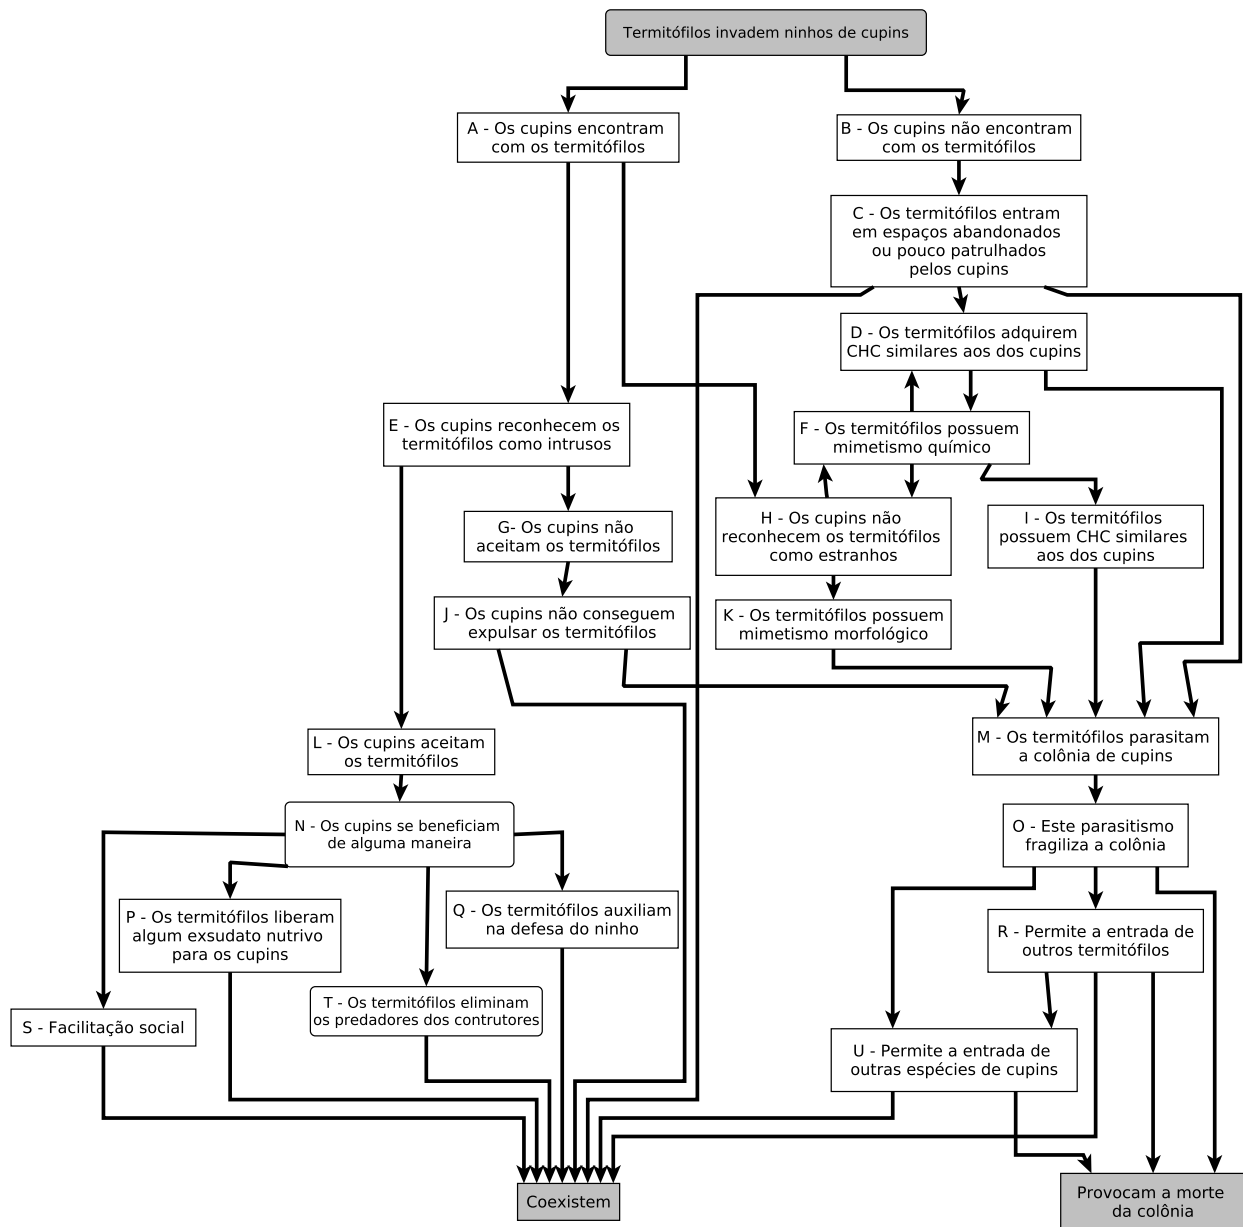 Termitófilos invadem ninhos de cupins
A - Os cupins encontram
com os termitófilos
B - Os cupins não encontram
com os termitófilos
C - Os termitófilos entram
em espaços abandonados
ou pouco patrulhados
pelos cupins
D - Os termitófilos adquirem
CHC similares aos dos cupins
E - Os cupins reconhecem os
termitófilos como intrusos
F - Os termitófilos possuem
mimetismo químico
G- Os cupins não
aceitam os termitófilos
H - Os cupins não
reconhecem os termitófilos
como estranhos
I - Os termitófilos
possuem CHC similares
aos dos cupins
J - Os cupins não conseguem
expulsar os termitófilos
K - Os termitófilos possuem
mimetismo morfológico
L - Os cupins aceitam
os termitófilos
M - Os termitófilos parasitam
a colônia de cupins
N - Os cupins se beneficiam
de alguma maneira
O - Este parasitismo
fragiliza a colônia
P - Os termitófilos liberam
algum exsudato nutrivo
para os cupins
Q - Os termitófilos auxiliam
na defesa do ninho
R - Permite a entrada de
outros termitófilos
S - Facilitação social
T - Os termitófilos eliminam
os predadores dos contrutores
U - Permite a entrada de
outras espécies de cupins
Coexistem
Provocam a morte
da colônia